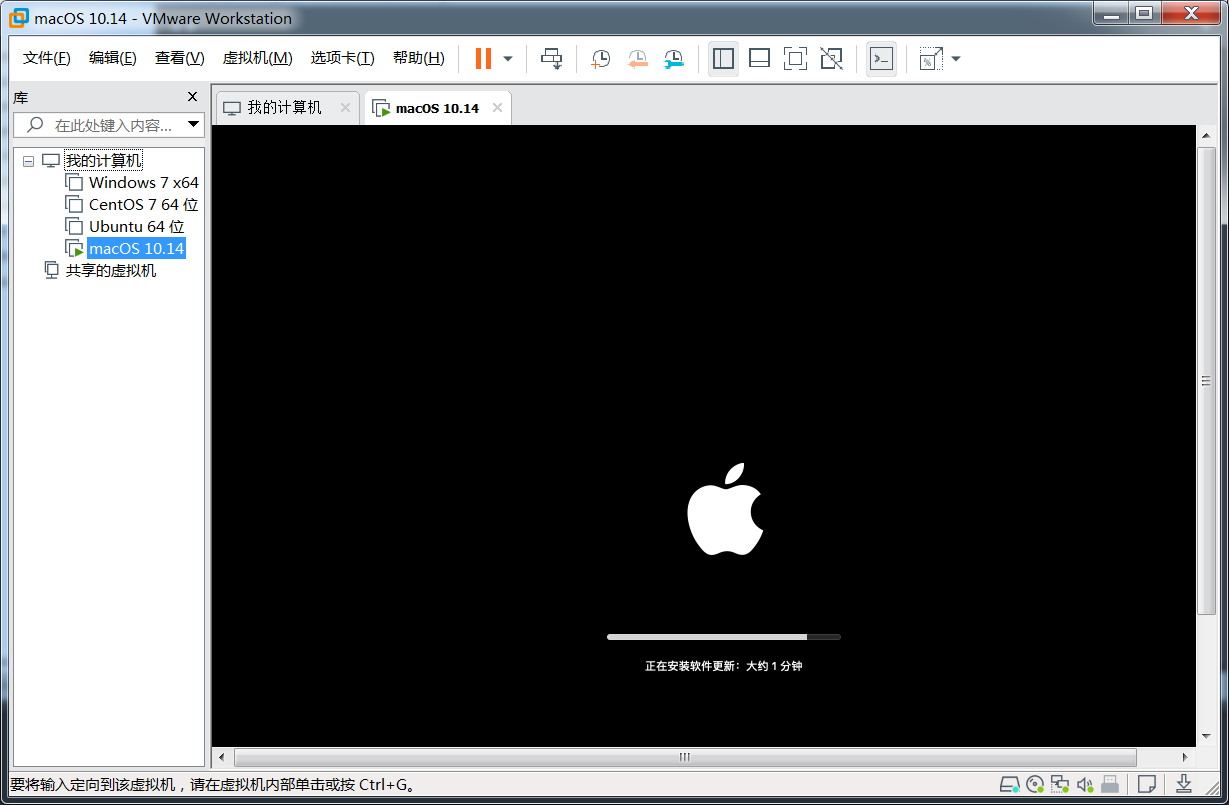 macOS 10.14 - VMware Workstation
文件(F) 编辑(E) 查看(V) 虚拟机(M) 选项卡(T) 帮助(H)
库
在此处键入内容...
我的计算机
Windows 7 x64
CentOS 7 64 位
Ubuntu 64 位
macOS 10.14
共享的虚拟机
我的计算机 macOS 10.14
正在安装软件更新：大约 1 分钟
要将输入定向到该虚拟机，请在虚拟机内部单击或按 Ctrl+G。